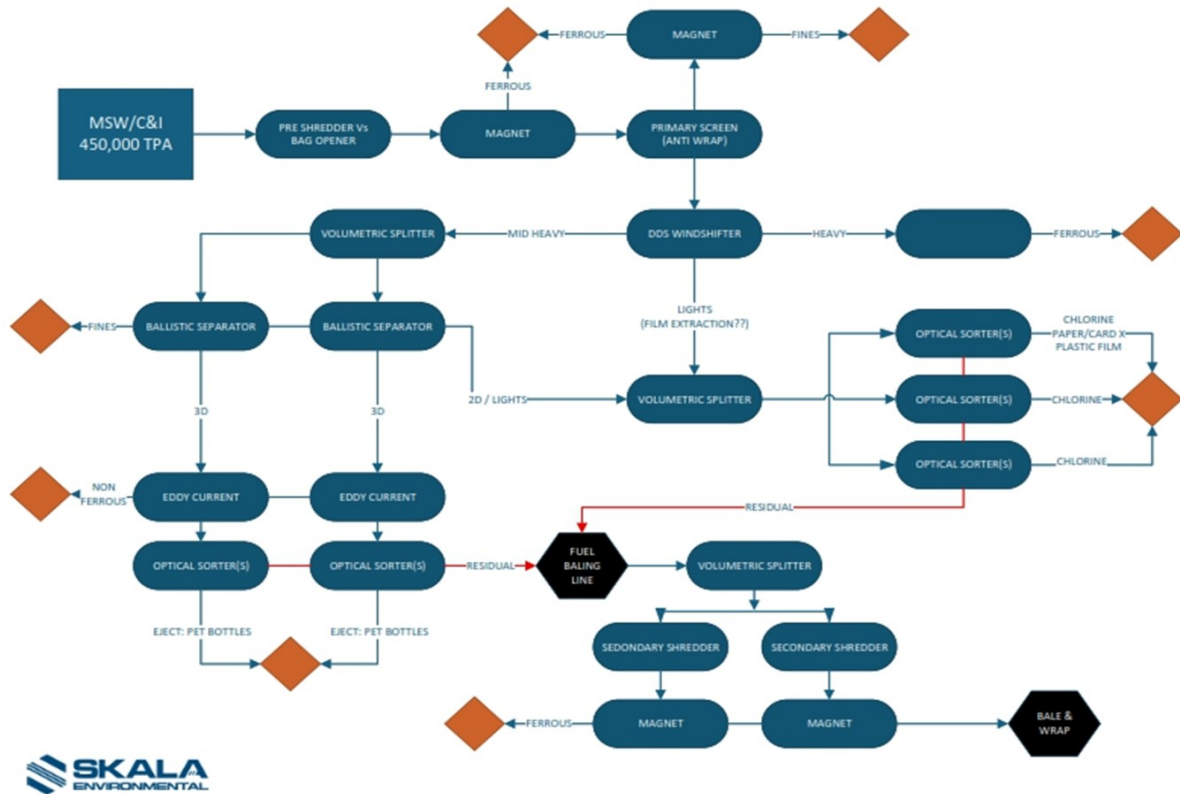 FERROUS
MAGNET
FINES
FERROUS
MSW/C&I
450,000 TPA
PRE SHREDDER Vs
BAG OPENER
MAGNET
PRIMARY SCREEN
(ANTI WRAP)
VOLUMETRIC SPLITTER
MID HEAVY
DDS WINDSHIFTER
HEAVY
FERROUS
FINES
BALLISTIC SEPARATOR
BALLISTIC SEPARATOR
LIGHTS
(FILM EXTRACTION??)
OPTICAL SORTER(S)
CHLORINE
PAPER/CARD X
PLASTIC FILM
3D
3D
2D / LIGHTS
VOLUMETRIC SPLITTER
OPTICAL SORTER(S)
CHLORINE
OPTICAL SORTER(S)
CHLORINE
NON
FERROUS
EDDY CURRENT
EDDY CURRENT
RESIDUAL
OPTICAL SORTER(S)
OPTICAL SORTER(S)
RESIDUAL
FUEL
BALING
LINE
VOLUMETRIC SPLITTER
EJECT: PET BOTTLES
EJECT: PET BOTTLES
SEDONDARY SHREDDER
SECONDARY SHREDDER
FERROUS
MAGNET
MAGNET
BALE &
WRAP
SKALA
ENVIRONMENTAL